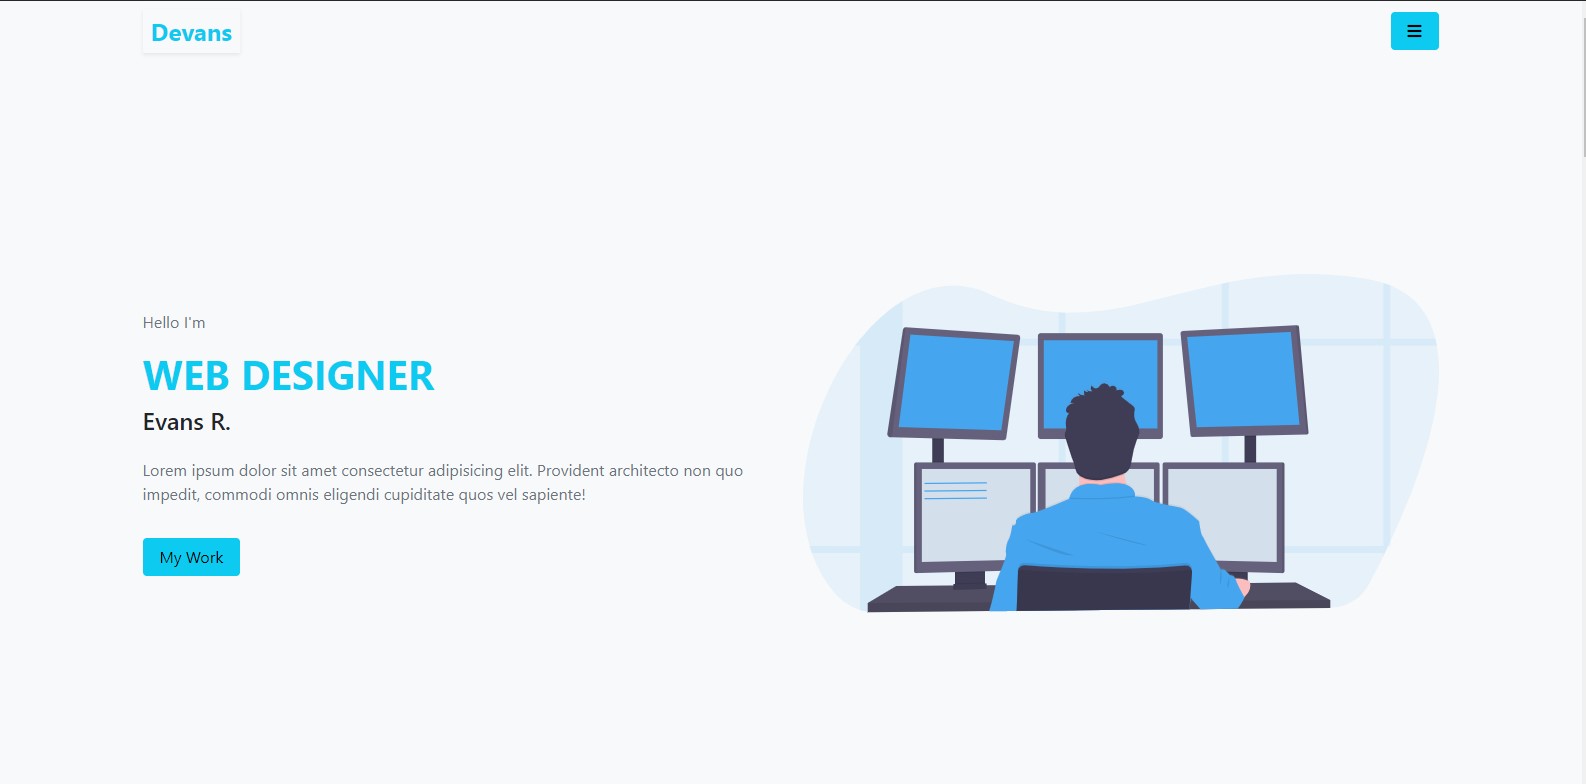 Devans
Hello I'm
WEB DESIGNER
Evans R.
Lorem ipsum dolor sit amet consectetur adipisicing elit. Provident architecto non quo
impedit, commodi omnis eligendi cupiditate quos vel sapiente!
My Work